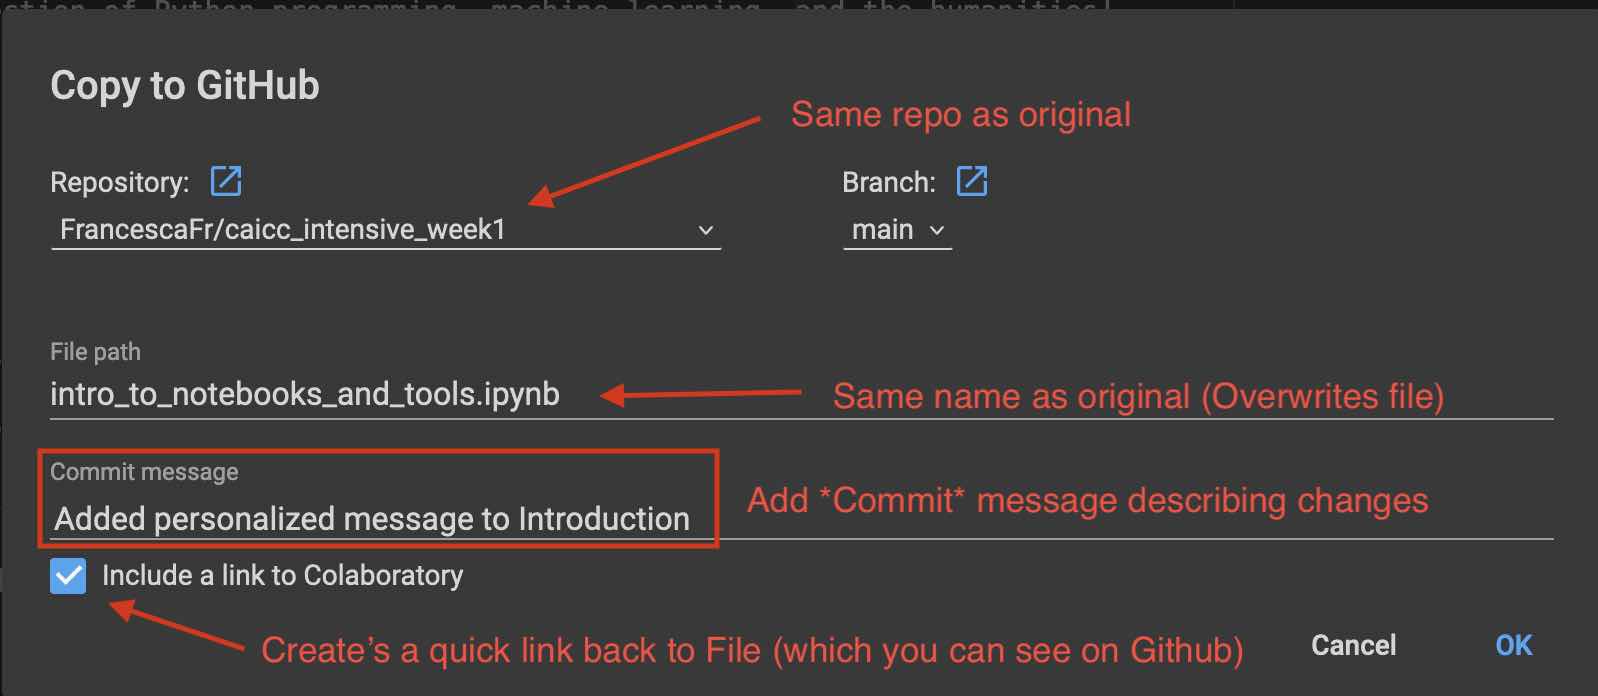 ction of Python programming, machine learning, and the humanities!
Copy to GitHub
Same repo as original
Repository:
Branch:
FrancescaFr/caicc_intensive_week1
main
File path
intro_to_notebooks_and_tools.ipynb
Same name as original (Overwrites file)
Commit message
Added personalized message to Introduction
Add *Commit* message describing changes
Include a link to Colaboratory
Create's a quick link back to File (which you can see on Github)
Cancel
OK